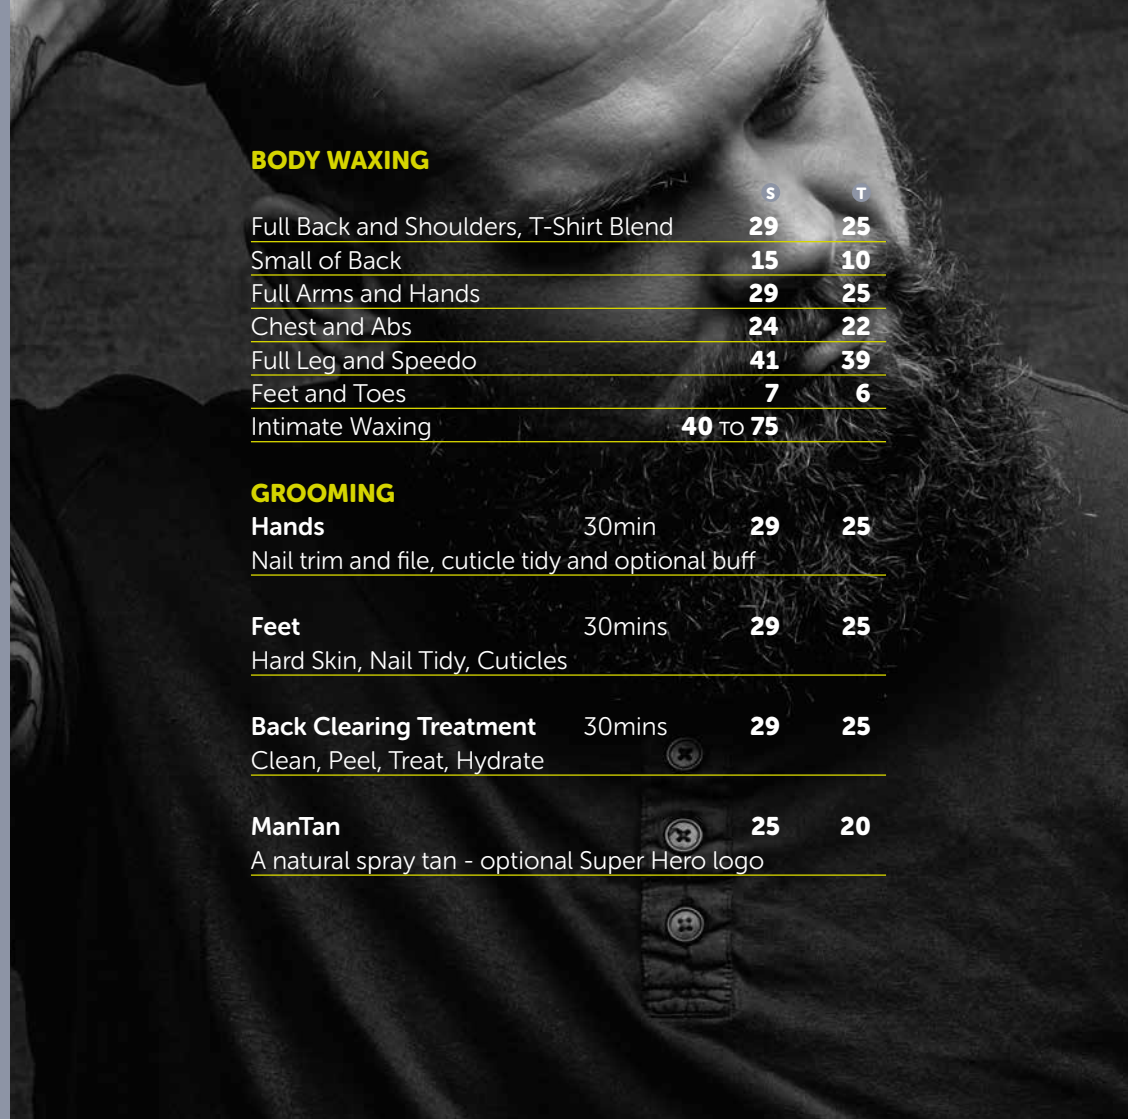 BODY WAXING
S T
Full Back and Shoulders, T-Shirt Blend 29 25
Small of Back 15 10
Full Arms and Hands 29 25
Chest and Abs 24 22
Full Leg and Speedo 41 39
Feet and Toes 7 6
Intimate Waxing 40 TO 75
GROOMING
Hands 30min 29 25
Nail trim and file, cuticle tidy and optional buff
Feet 30mins 29 25
Hard Skin, Nail Tidy, Cuticles
Back Clearing Treatment 30mins 29 25
Clean, Peel, Treat, Hydrate
ManTan 25 20
A natural spray tan - optional Super Hero logo